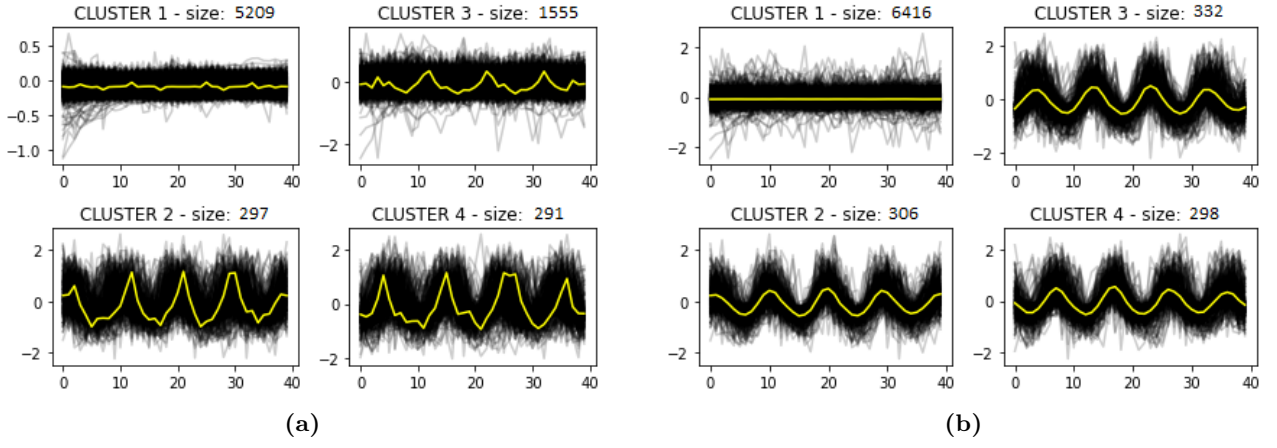 CLUSTER 1 - size: 5209
CLUSTER 3 - size: 1555
0.5
0.0
−0.5
−1.0
0 10 20 30 40
0
−2
0 10 20 30 40
CLUSTER 2 - size: 297
CLUSTER 4 - size: 291
2
0
−2
0 10 20 30 40
2
0
−2
0 10 20 30 40
(a)
CLUSTER 1 - size: 6416
CLUSTER 3 - size: 332
2
0
−2
0 10 20 30 40
2
0
−2
0 10 20 30 40
CLUSTER 2 - size: 306
CLUSTER 4 - size: 298
2
0
−2
0 10 20 30 40
2
0
−2
0 10 20 30 40
(b)